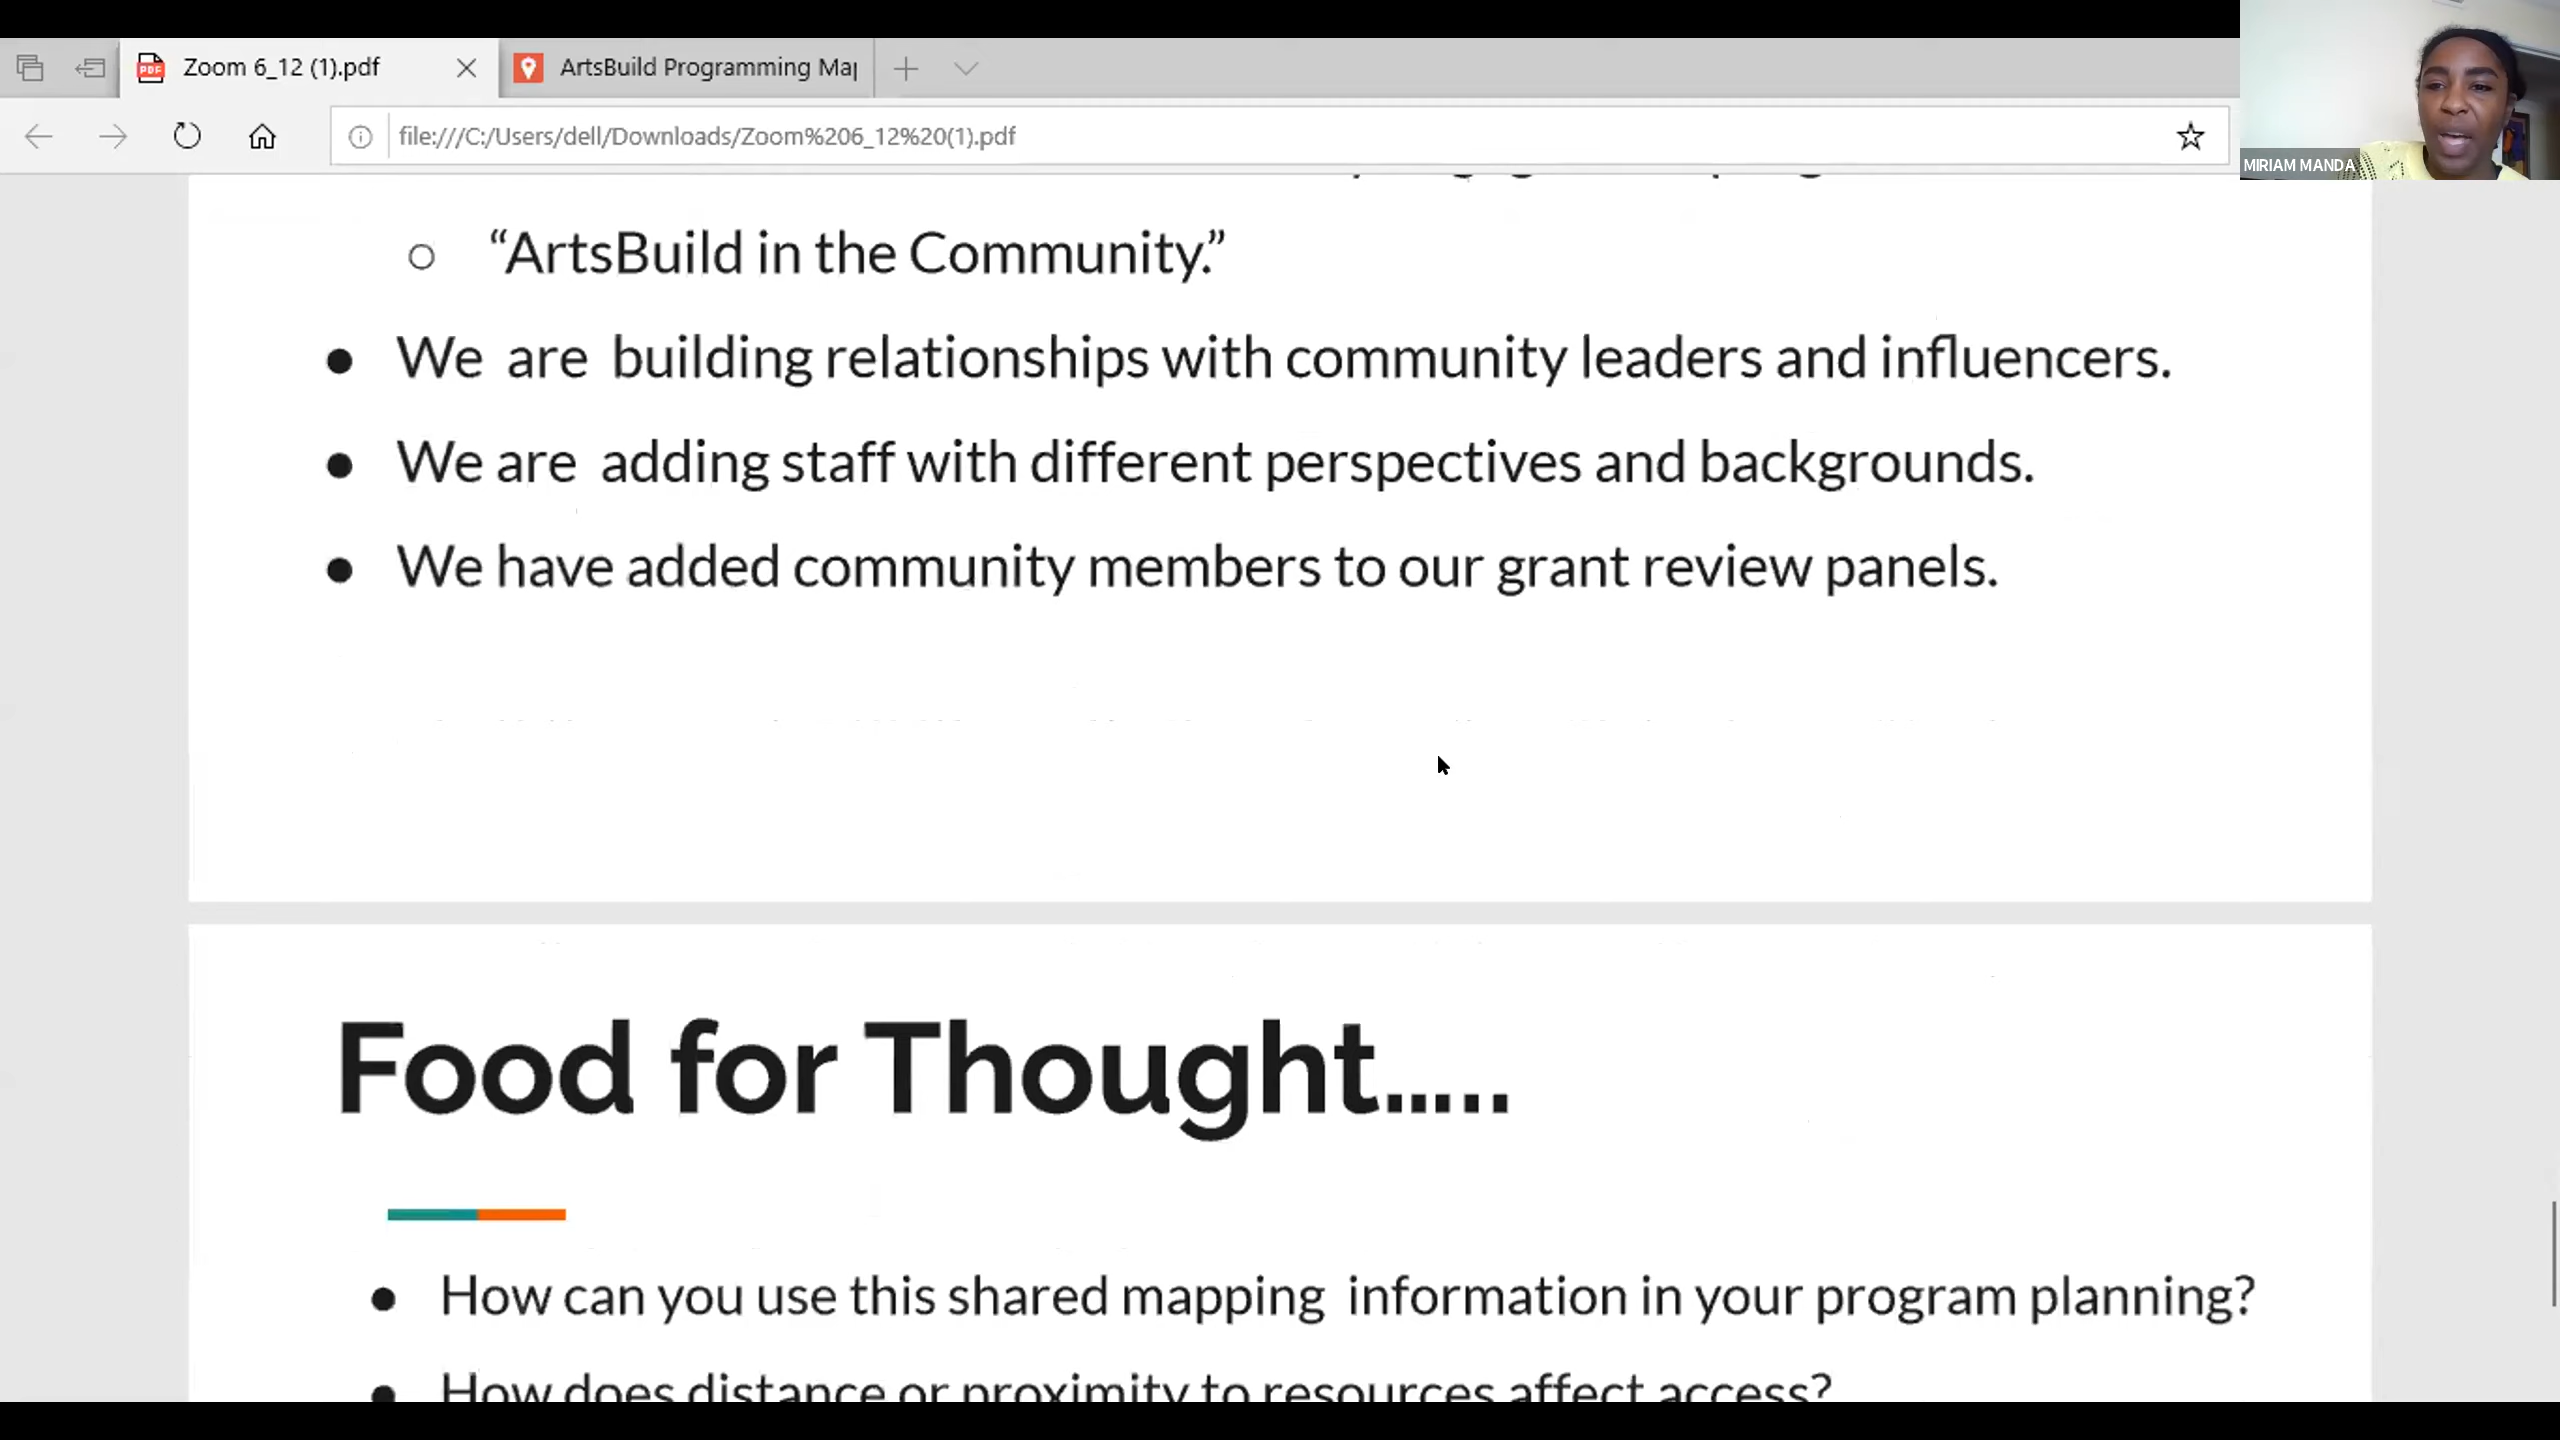 Zoom 6_12 (1).pdf
ArtsBuild Programming Ma
file:///C:/Users/dell/Downloads/Zoom%206_12%20(1).pdf
MIRIAM MANDA
“ArtsBuild in the Community.”
We are building relationships with community leaders and influencers.
We are adding staff with different perspectives and backgrounds.
We have added community members to our grant review panels.
Food for Thought.....
How can you use this shared mapping information in your program planning?
How does distance or proximity to resources affect access?